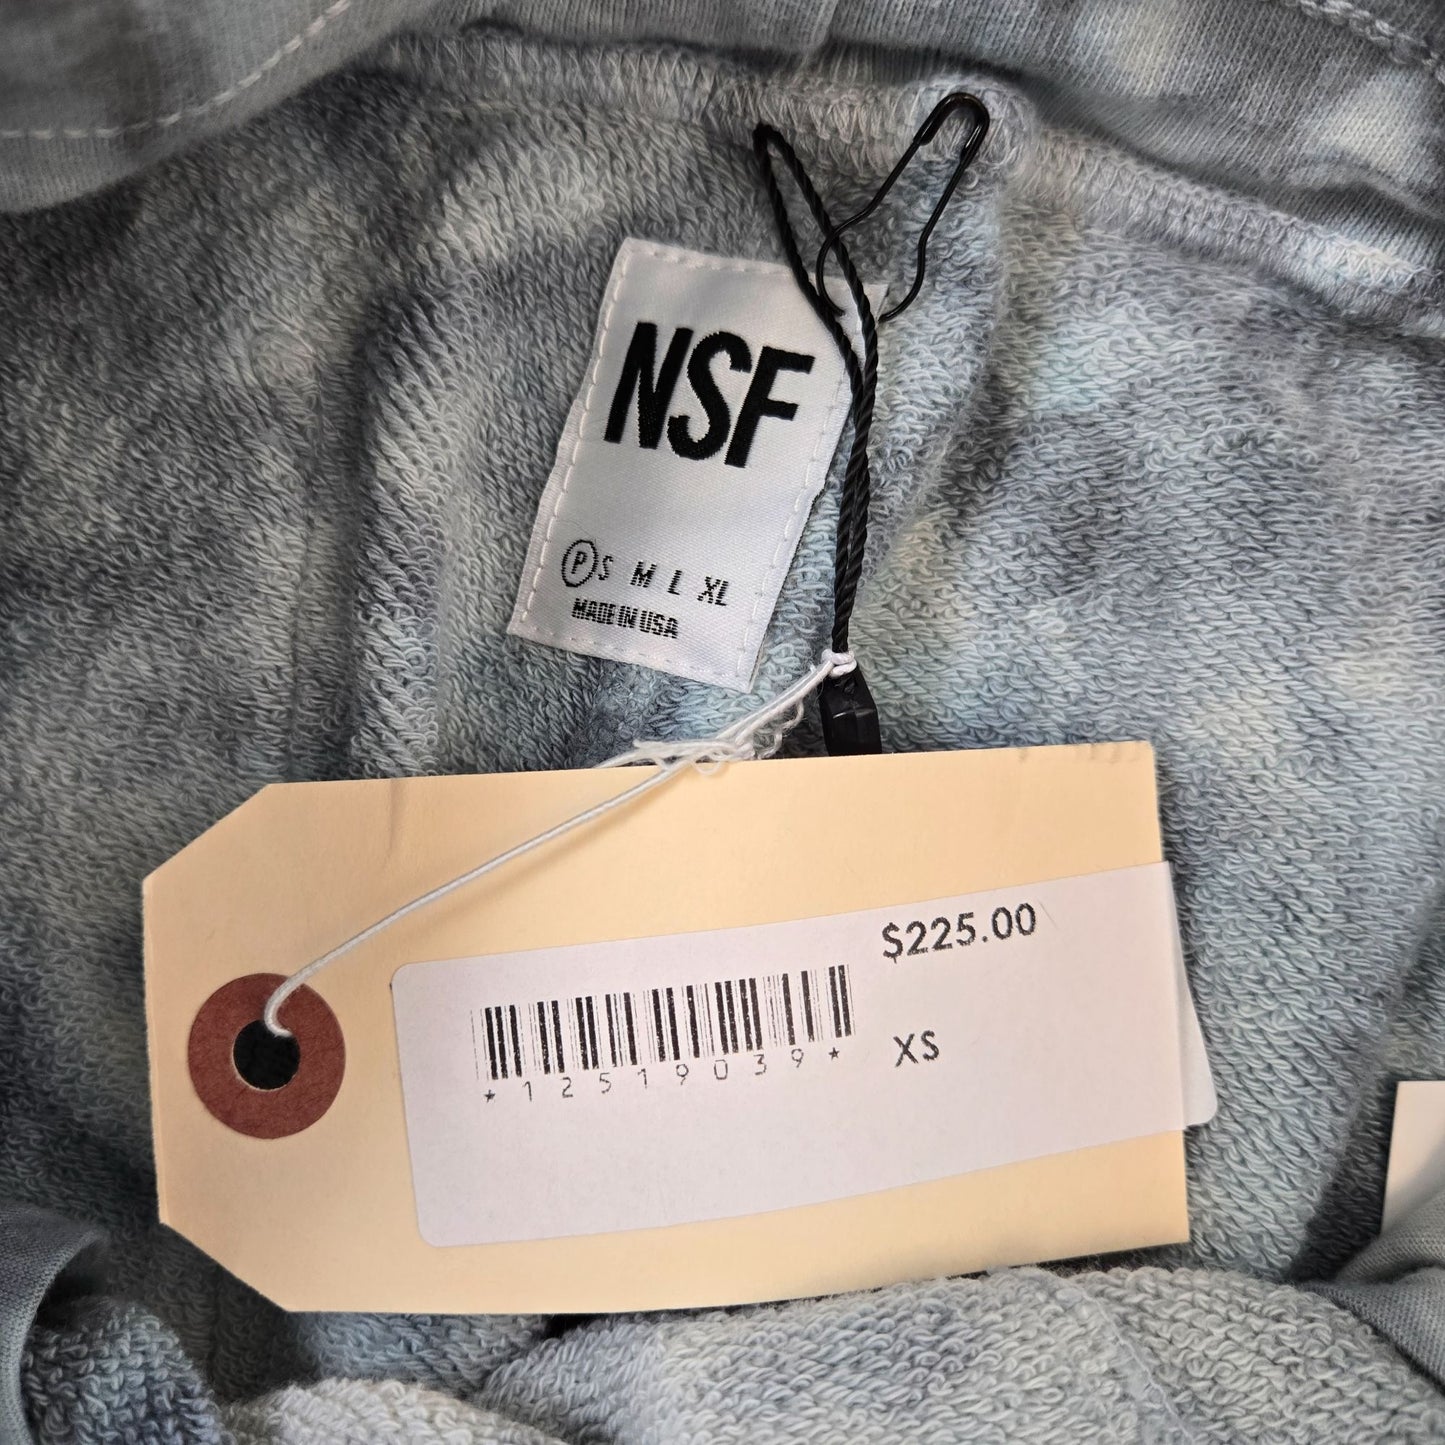 NSF
P S M L XL
MADE IN USA
$225.00
*12519039*
XS